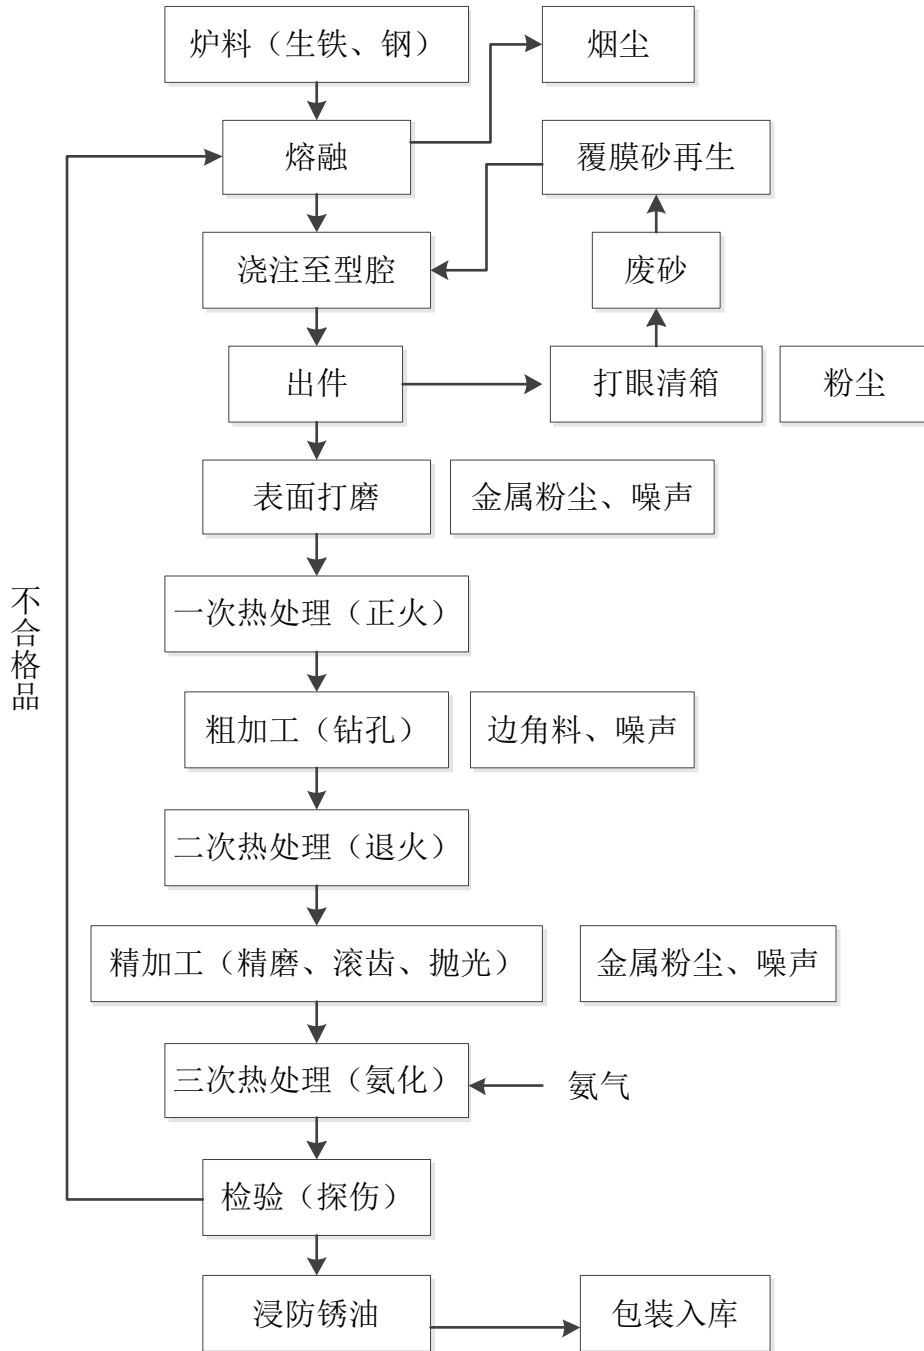 炉料（生铁、钢）
烟尘
熔融
覆膜砂再生
浇注至型腔
废砂
出件
打眼清箱
粉尘
表面打磨
金属粉尘、噪声
一次热处理（正火）
不合格品
粗加工（钻孔）
边角料、噪声
二次热处理（退火）
精加工（精磨、滚齿、抛光）
金属粉尘、噪声
三次热处理（氨化）
氨气
检验（探伤）
浸防锈油
包装入库